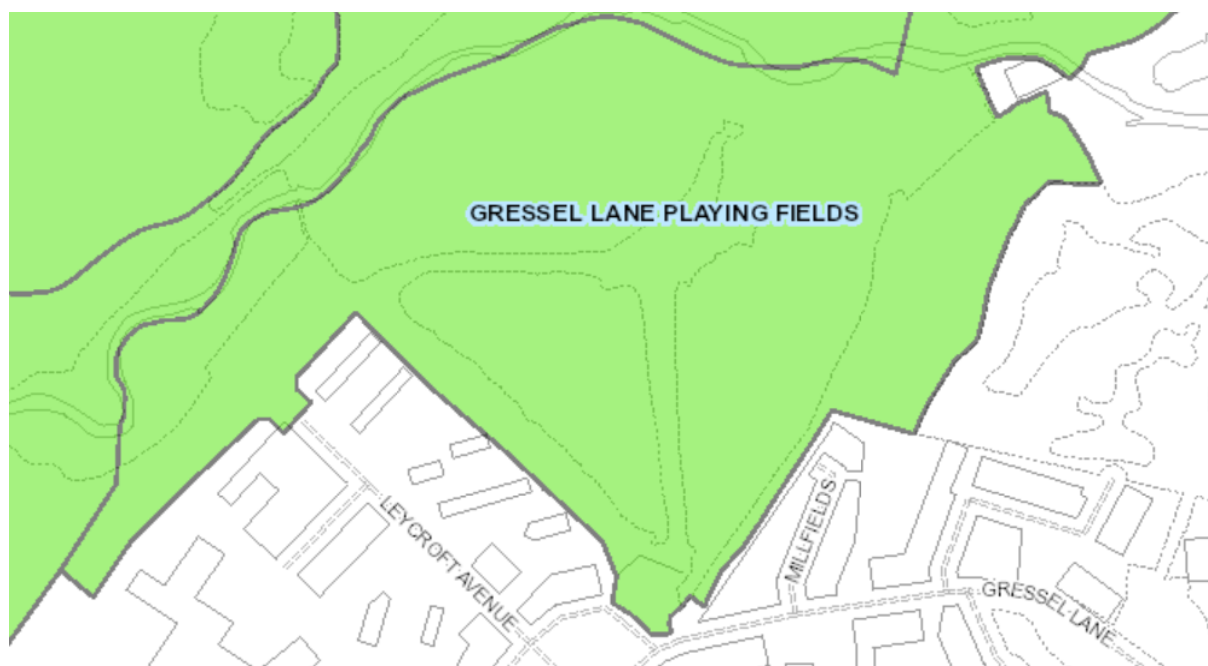 GRESSEL LANE PLAYING FIELDS
LEYCROFT AVENUE
MILLFIELDS
GRESSEL LANE